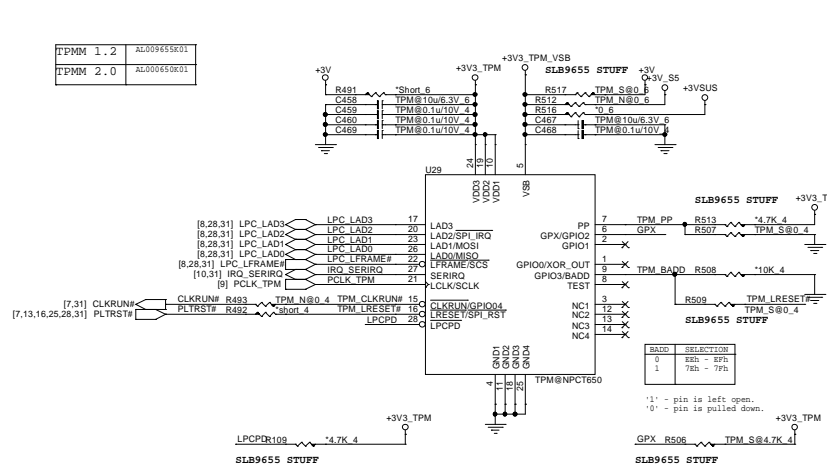 TPMM 1.2 AL009655K01
TPMM 2.0 AL000650K01
+3V
+3V3_TPM
+3V3_TPM_VSB
SLB9655 STUFF
+3V
+3V_S5
+3VSUS
R491 *Short_6
C458 TPM@10u/6.3V_6
C459 TPM@0.1u/10V_4
C460 TPM@0.1u/10V_4
C469 TPM@0.1u/10V_4
R517 TPM_S@0_6
R512 TPM_N@0_6
R516 *0_6
C467 TPM@10u/6.3V_6
C468 TPM@0.1u/10V_4
U29
24 19 10 5
VDD3 VDD2 VDD1 VSB
[8,28,31] LPC_LAD3 LPC_LAD3 17 LAD3
[8,28,31] LPC_LAD2 LPC_LAD2 20 LAD2/SPI_IRQ
[8,28,31] LPC_LAD1 LPC_LAD1 23 LAD1/MOSI
[8,28,31] LPC_LAD0 LPC_LAD0 26 LAD0/MISO
[8,28,31] LPC_LFRAME# LPC_LFRAME# 22 LFRAME/SCS
[10,31] IRQ_SERIRQ IRQ_SERIRQ 27 SERIRQ
[9] PCLK_TPM PCLK_TPM 21 LCLK/SCLK
[7,31] CLKRUN# CLKRUN# R493 TPM_N@0_4 TPM_CLKRUN# 15 CLKRUN/GPIO04
[7,13,16,25,28,31] PLTRST# PLTRST# R492 *short_4 TPM_LRESET# 16 LRESET/SPI_RST
LPCPD 28 LPCPD
PP 7 TPM_PP R513 *4.7K_4
SLB9655 STUFF
+3V3_T
GPX/GPIO2 6 GPX R507 TPM_S@0_4
GPIO1 2
GPIO0/XOR_OUT 1
GPIO3/BADD 9 TPM_BADD R508 *10K_4
TEST 8
R509 TPM_LRESET#
TPM_S@0_4
SLB9655 STUFF
NC1 3
NC2 12
NC3 13
NC4 14
GND1 GND2 GND3 GND4
4 11 18 25
TPM@NPCT650
BADD SELECTION
0 EEh - EFh
1 7Eh - 7Fh
'1' - pin is left open.
'0' - pin is pulled down.
+3V3_TPM
LPCPD R109 *4.7K_4
SLB9655 STUFF
+3V3_TPM
GPX R506 TPM_S@4.7K_4
SLB9655 STUFF